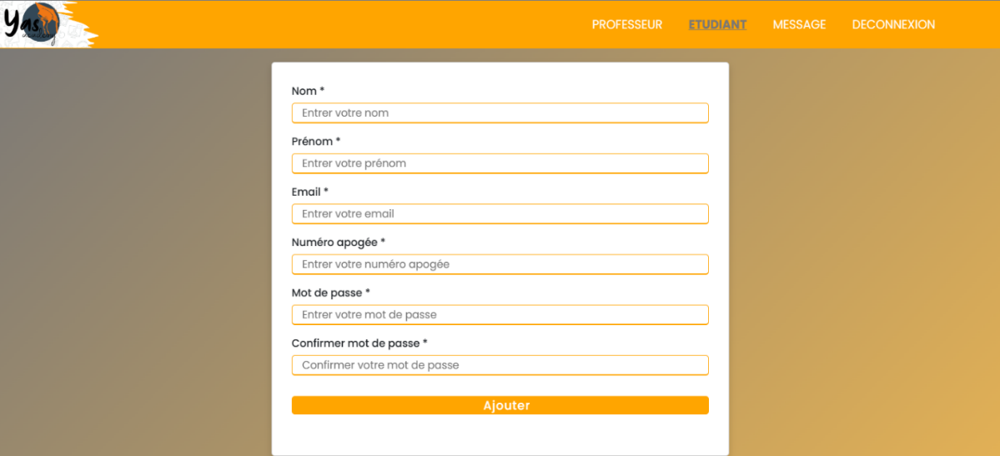 Yas
PROFESSEUR ETUDIANT MESSAGE DECONNEXION
Nom *
Entrer votre nom
Prénom *
Entrer votre prénom
Email *
Entrer votre email
Numéro apogée *
Entrer votre numéro apogée
Mot de passe *
Entrer votre mot de passe
Confirmer mot de passe *
Confirmer votre mot de passe
Ajouter